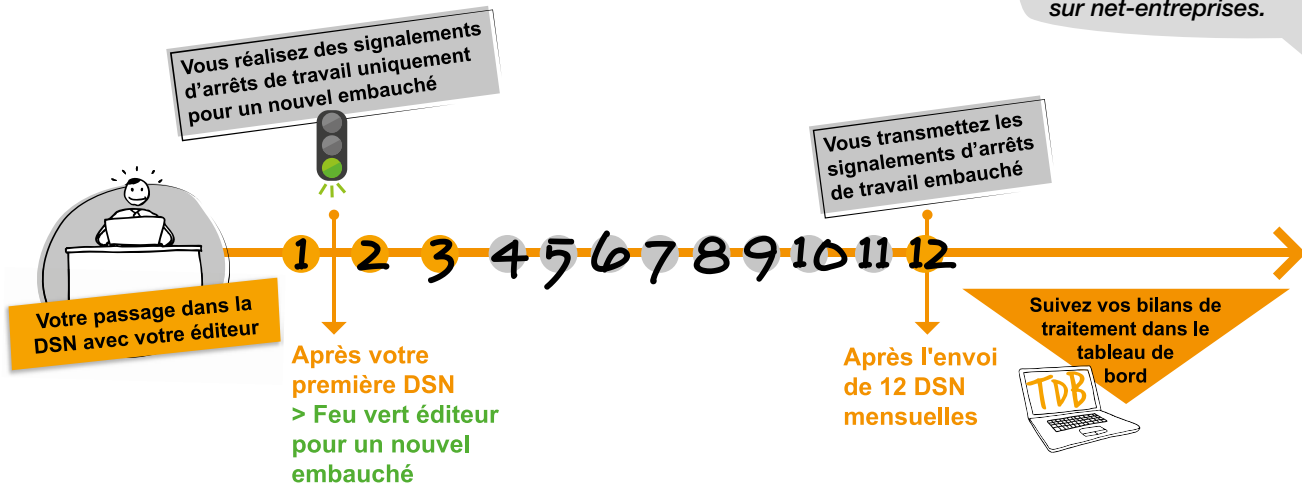 sur net-entreprises.
Vous réalisez des signalements
d'arrêts de travail uniquement
pour un nouvel embauché
Vous transmettez les
signalements d'arrêts
de travail embauché
1 2 3 4 5 6 7 8 9 10 11 12
Votre passage dans la
DSN avec votre éditeur
Après votre
première DSN
> Feu vert éditeur
pour un nouvel
embauché
Après l'envoi
de 12 DSN
mensuelles
Suivez vos bilans de
traitement dans le
tableau de
bord
TDB